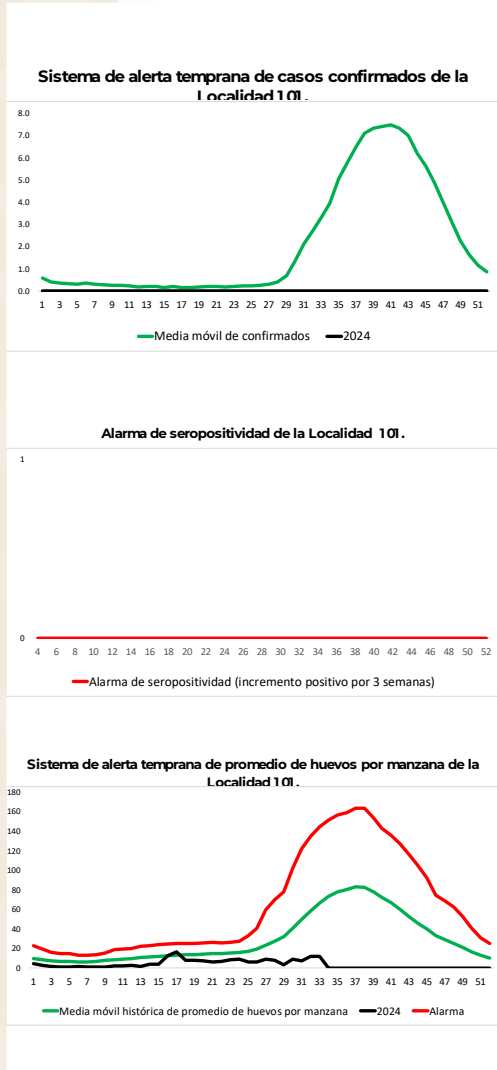 Sistema de alerta temprana de casos confirmados de la
Localidad 101.
8.0
7.0
6.0
5.0
4.0
3.0
2.0
1.0
0.0
1 3 5 7 9 11 13 15 17 19 21 23 25 27 29 31 33 35 37 39 41 43 45 47 49 51
Media móvil de confirmados 2024
Alarma de seropositividad de la Localidad 101.
1
0
4 6 8 10 12 14 16 18 20 22 24 26 28 30 32 34 36 38 40 42 44 46 48 50 52
Alarma de seropositividad (incremento positivo por 3 semanas)
Sistema de alerta temprana de promedio de huevos por manzana de la
Localidad 101.
180
160
140
120
100
80
60
40
20
0
1 3 5 7 9 11 13 15 17 19 21 23 25 27 29 31 33 35 37 39 41 43 45 47 49 51
Media móvil histórica de promedio de huevos por manzana 2024 Alarma